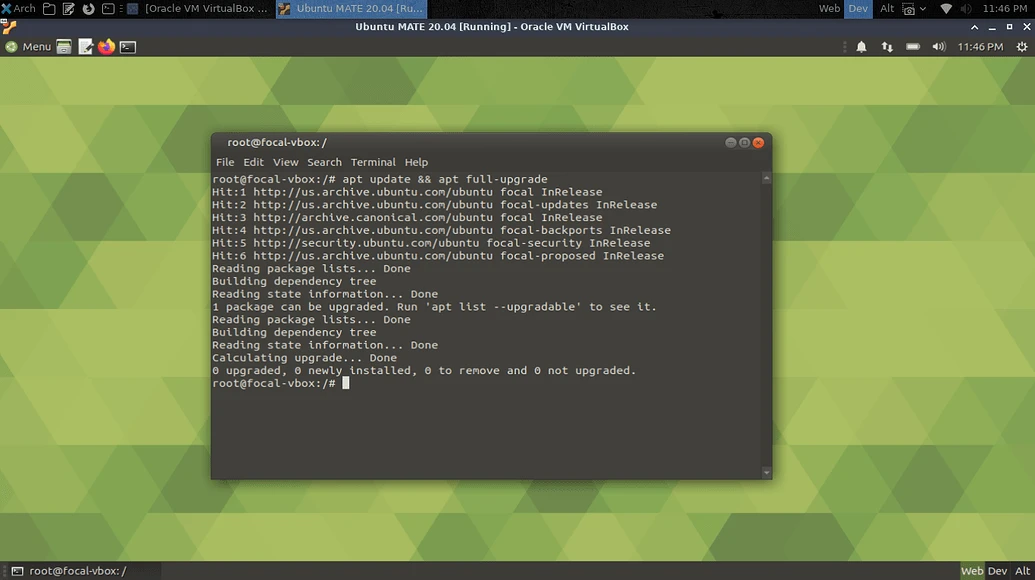 Arch [Oracle VM VirtualBox ... Ubuntu MATE 20.04 [Ru... Web Dev Alt 11:46 PM
Ubuntu MATE 20.04 [Running] - Oracle VM VirtualBox
Menu 11:46 PM
root@focal-vbox: /
File Edit View Search Terminal Help
root@focal-vbox:/# apt update && apt full-upgrade
Hit:1 http://us.archive.ubuntu.com/ubuntu focal InRelease
Hit:2 http://us.archive.ubuntu.com/ubuntu focal-updates InRelease
Hit:3 http://archive.canonical.com/ubuntu focal InRelease
Hit:4 http://us.archive.ubuntu.com/ubuntu focal-backports InRelease
Hit:5 http://security.ubuntu.com/ubuntu focal-security InRelease
Hit:6 http://us.archive.ubuntu.com/ubuntu focal-proposed InRelease
Reading package lists... Done
Building dependency tree
Reading state information... Done
1 package can be upgraded. Run 'apt list --upgradable' to see it.
Reading package lists... Done
Building dependency tree
Reading state information... Done
Calculating upgrade... Done
0 upgraded, 0 newly installed, 0 to remove and 0 not upgraded.
root@focal-vbox:/#
root@focal-vbox: / Web Dev Alt